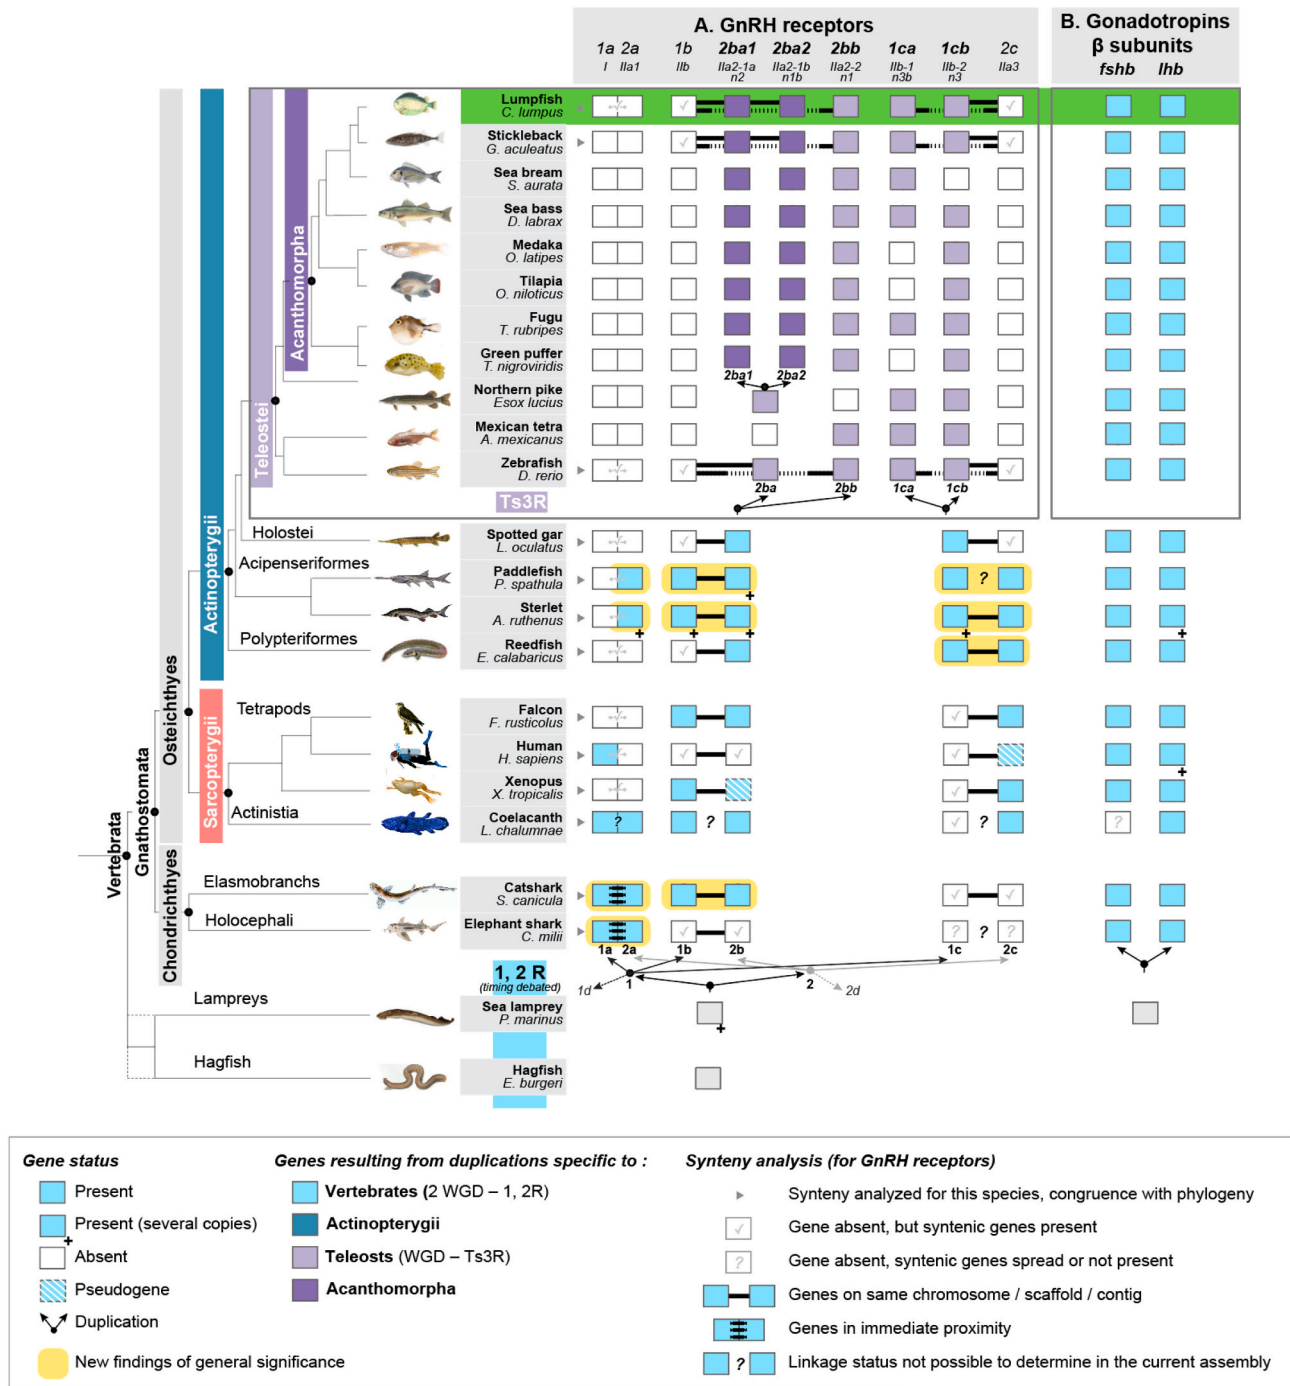 A. GnRH receptors
B. Gonadotropins
β subunits
1a 2a 1b 2ba1 2ba2 2bb 1ca 1cb 2c
I IIa1 IIb IIa2-1a IIa2-1b IIa2-2 IIb-1 IIb-2 IIa3
n2 n1b n1 n3b n3
fshb lhb
Lumpfish
C. lumpus
Stickleback
G. aculeatus
Sea bream
S. aurata
Sea bass
D. labrax
Medaka
O. latipes
Tilapia
O. niloticus
Fugu
T. rubripes
Green puffer
T. nigroviridis
2ba1 2ba2
Northern pike
Esox lucius
Mexican tetra
A. mexicanus
Zebrafish
D. rerio
2ba 2bb 1ca 1cb
Ts3R
Acanthomorpha
Teleostei
Actinopterygii
Holostei
Spotted gar
L. oculatus
Acipenseriformes
Paddlefish
P. spathula
?
+
Sterlet
A. ruthenus
+ + + + +
Polypteriformes
Reedfish
E. calabaricus
Osteichthyes
Sarcopterygii
Tetrapods
Falcon
F. rusticolus
Human
H. sapiens
+
Xenopus
X. tropicalis
Actinistia
Coelacanth
L. chalumnae
? ? ? ?
Vertebrata
Gnathostomata
Chondrichthyes
Elasmobranchs
Catshark
S. canicula
Holocephali
Elephant shark
C. milii
? ? ?
1a 2a 1b 2b 1c 2c
1, 2 R
(timing debated)
1d 1 2 2d
Lampreys
Sea lamprey
P. marinus
+
Hagfish
Hagfish
E. burgeri
Gene status
Present
Present (several copies)
+
Absent
Pseudogene
Duplication
New findings of general significance
Genes resulting from duplications specific to :
Vertebrates (2 WGD – 1, 2R)
Actinopterygii
Teleosts (WGD – Ts3R)
Acanthomorpha
Synteny analysis (for GnRH receptors)
Synteny analyzed for this species, congruence with phylogeny
Gene absent, but syntenic genes present
? Gene absent, syntenic genes spread or not present
Genes on same chromosome / scaffold / contig
Genes in immediate proximity
? Linkage status not possible to determine in the current assembly